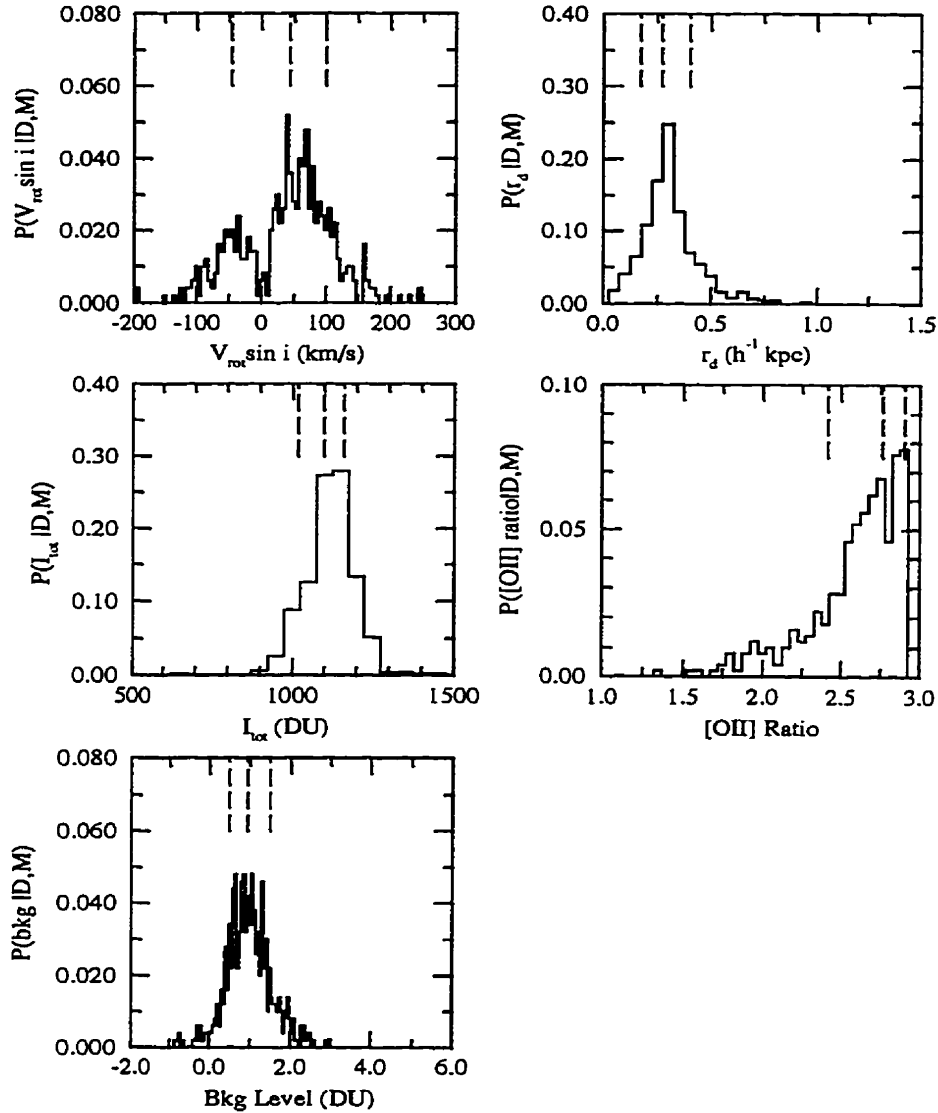 0.080
0.060
0.040
0.020
0.000
P(V_rot sin i |D,M)
-200 -100 0 100 200 300
V_rot sin i (km/s)
0.40
0.30
0.20
0.10
0.00
P(r_d |D,M)
0.0 0.5 1.0 1.5
r_d (h⁻¹ kpc)
0.40
0.30
0.20
0.10
0.00
P(I_tot |D,M)
500 1000 1500
I_tot (DU)
0.10
0.05
0.00
P([OII] ratio|D,M)
1.0 1.5 2.0 2.5 3.0
[OII] Ratio
0.080
0.060
0.040
0.020
0.000
P(bkg |D,M)
-2.0 0.0 2.0 4.0 6.0
Bkg Level (DU)